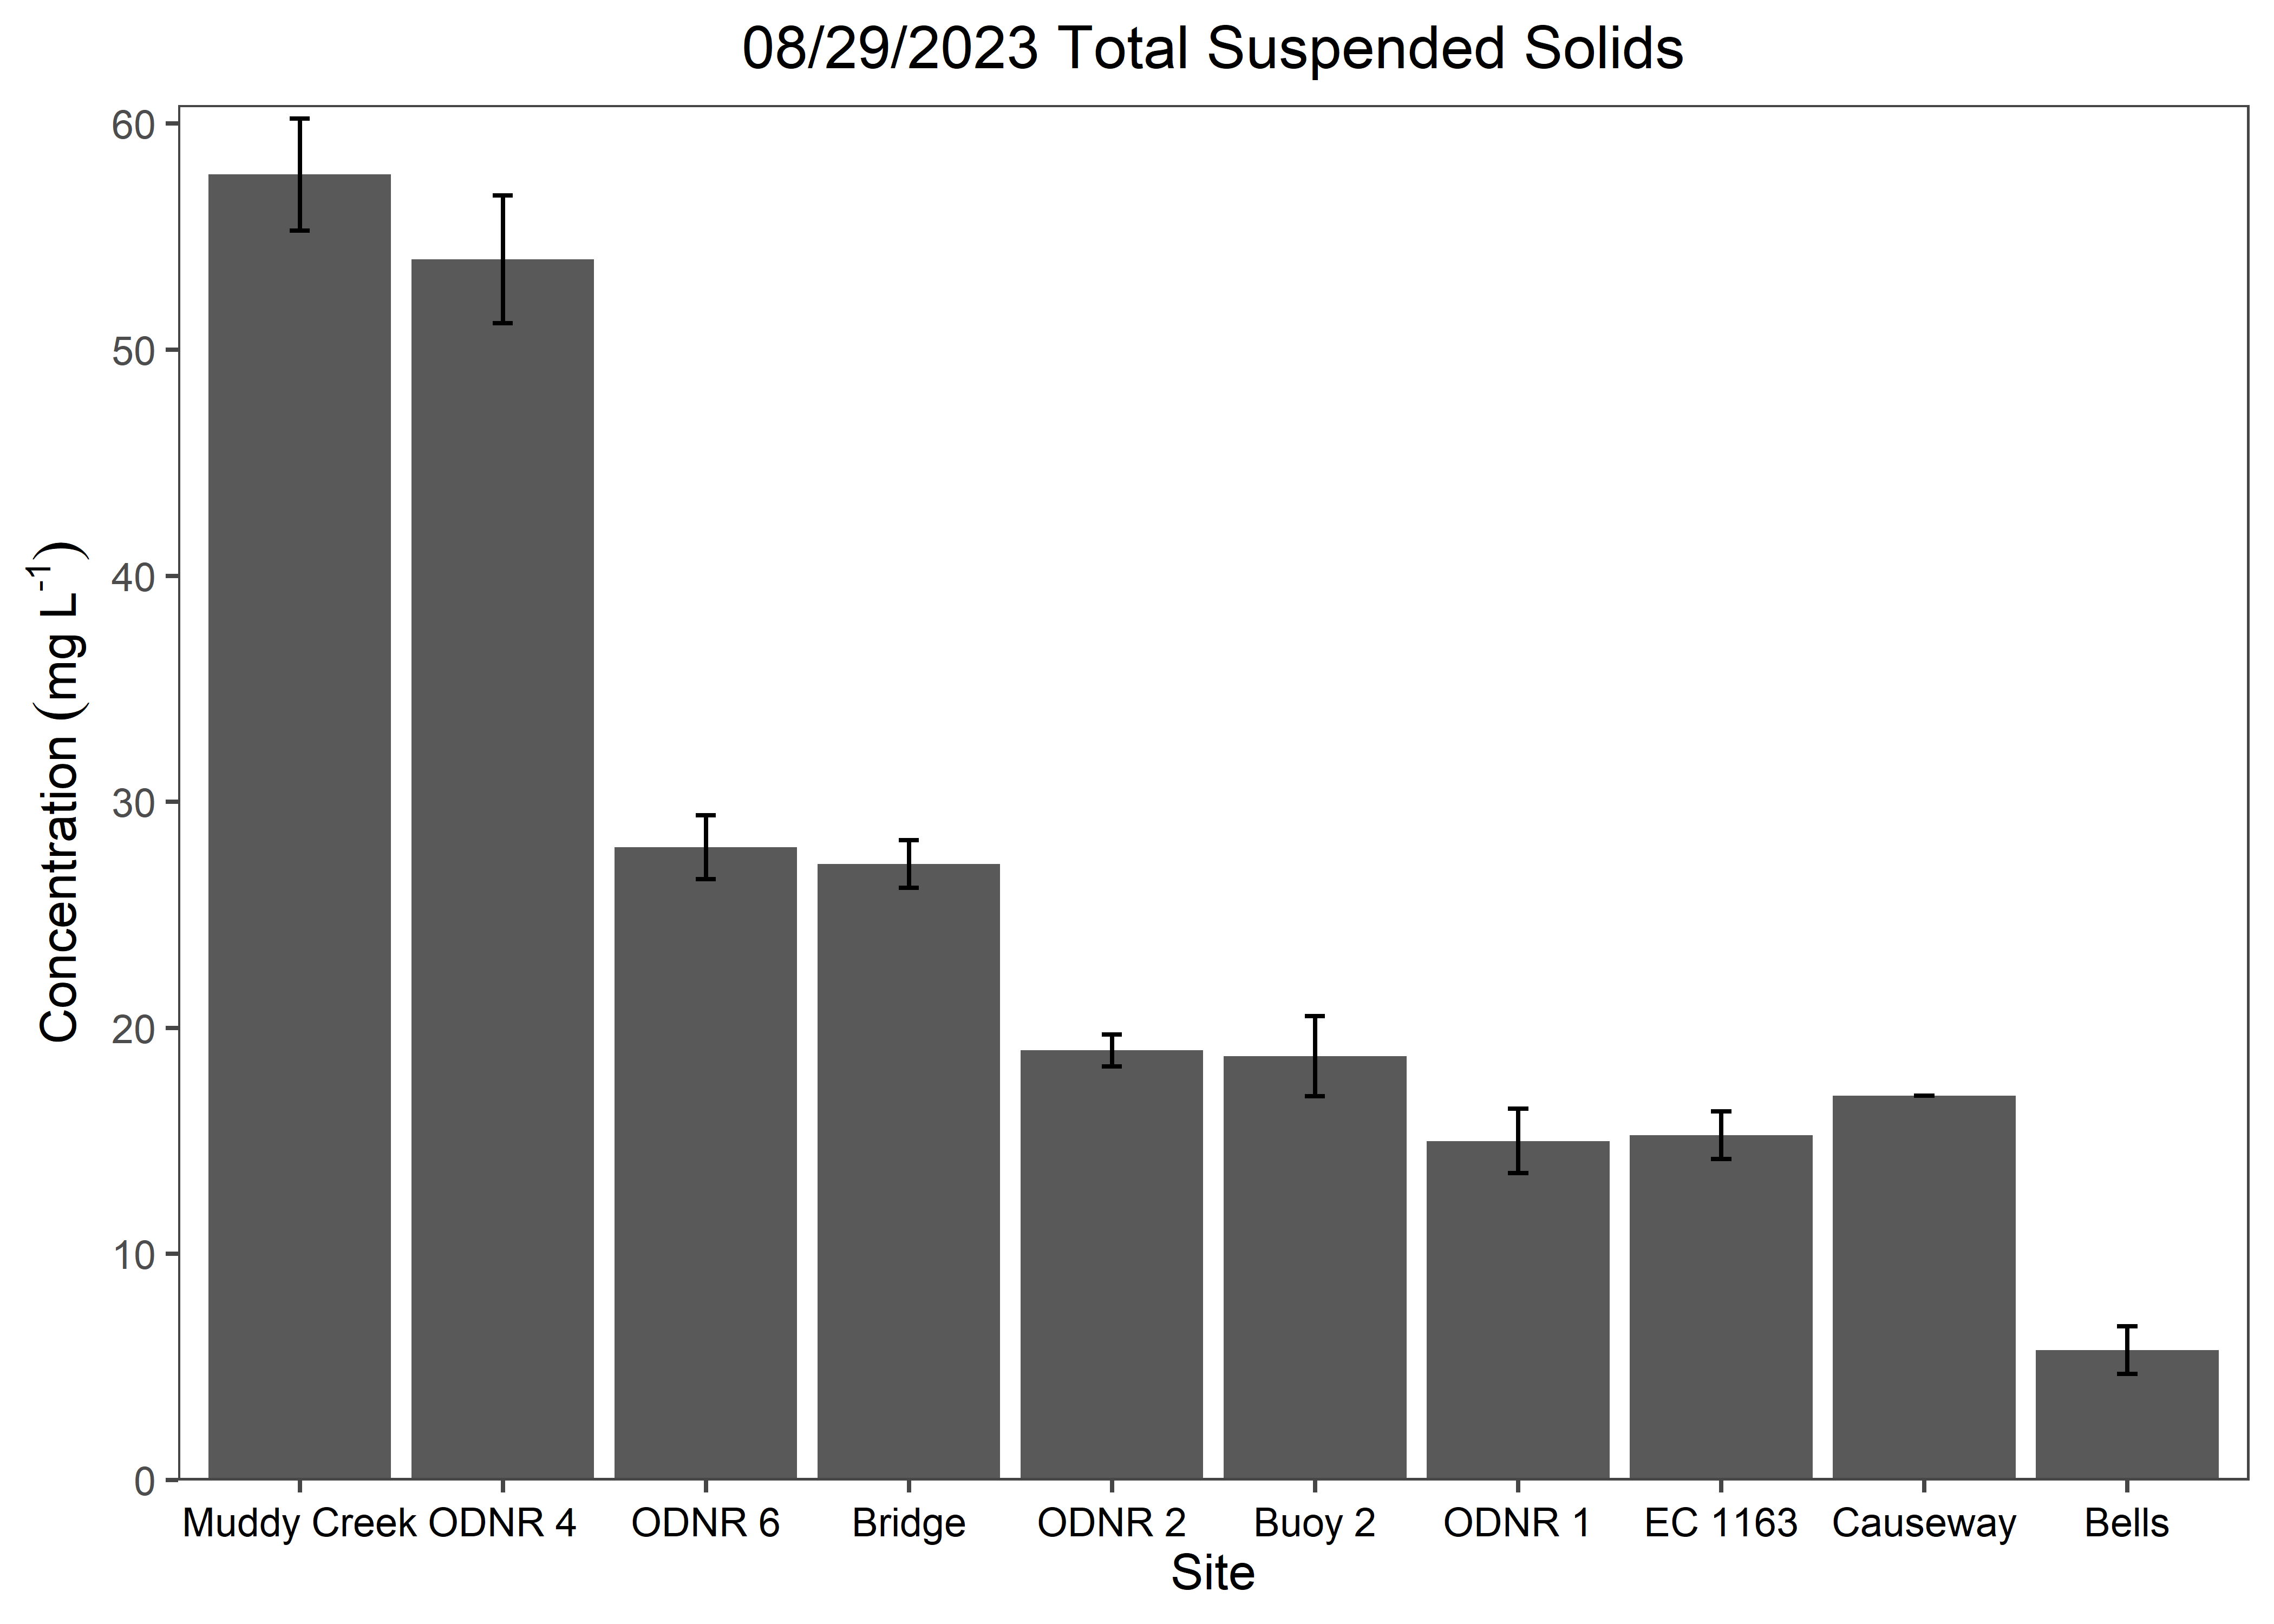 08/29/2023 Total Suspended Solids
Concentration (mg L⁻¹)
60
50
40
30
20
10
0
Muddy Creek ODNR 4 ODNR 6 Bridge ODNR 2 Buoy 2 ODNR 1 EC 1163 Causeway Bells
Site